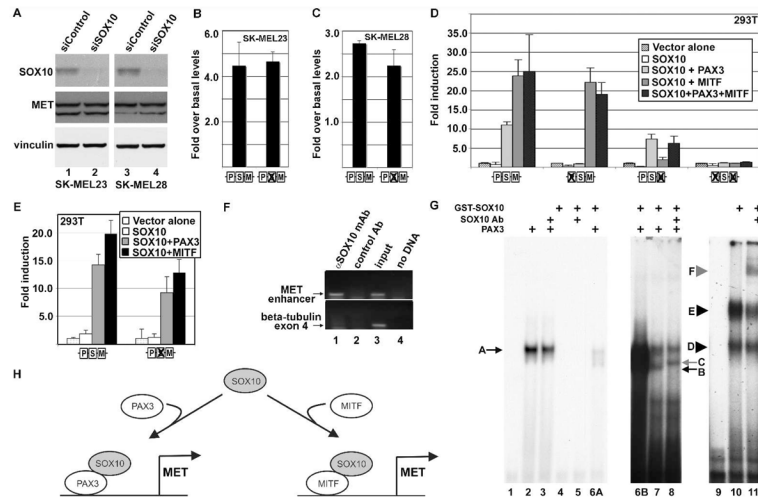 A
siControl
siSOX10
siControl
siSOX10
SOX10
MET
vinculin
1 2 3 4
SK-MEL23 SK-MEL28
B
SK-MEL23
Fold over basal levels
6.0
4.0
2.0
0
P S M P X M
C
SK-MEL28
Fold over basal levels
3.0
2.0
1.0
0
P S M P X M
D
293T
Fold induction
35.0
30.0
25.0
20.0
15.0
10.0
5.0
Vector alone
SOX10
SOX10 + PAX3
SOX10 + MITF
SOX10+PAX3+MITF
P S M X S M P S X X S X
E
293T
Fold induction
20.0
15.0
10.0
5.0
0
Vector alone
SOX10
SOX10+PAX3
SOX10+MITF
P S M P X M
F
αSOX10 mAb
control Ab
input
no DNA
MET
enhancer
beta-tubulin
exon 4
1 2 3 4
G
GST-SOX10 + + + + + + + +
SOX10 Ab + + + +
PAX3 + + + + + +
A
F
E
D
C
B
1 2 3 4 5 6A 6B 7 8 9 10 11
H
SOX10
PAX3 MITF
SOX10 SOX10
PAX3 MET MITF MET